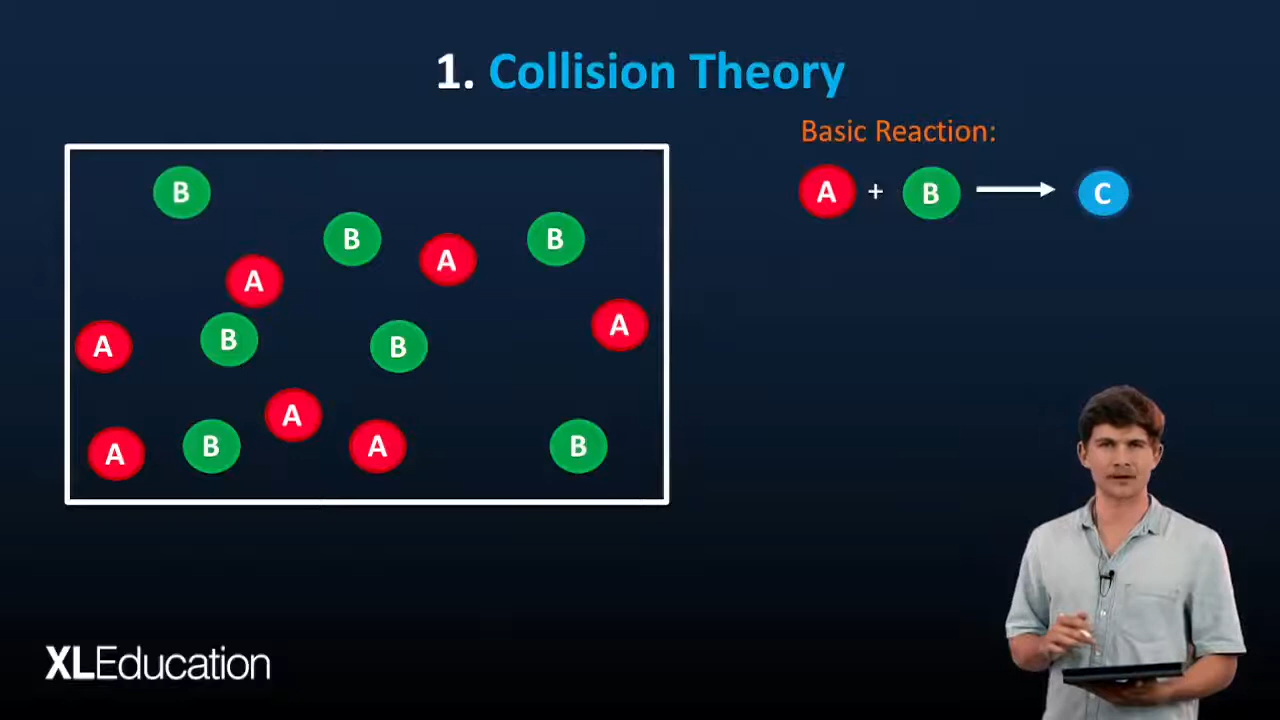 1. Collision Theory
Basic Reaction:
A + B → C
B
B
A
B
A
A
A
B
B
A
A
B
A
B
XLEducation